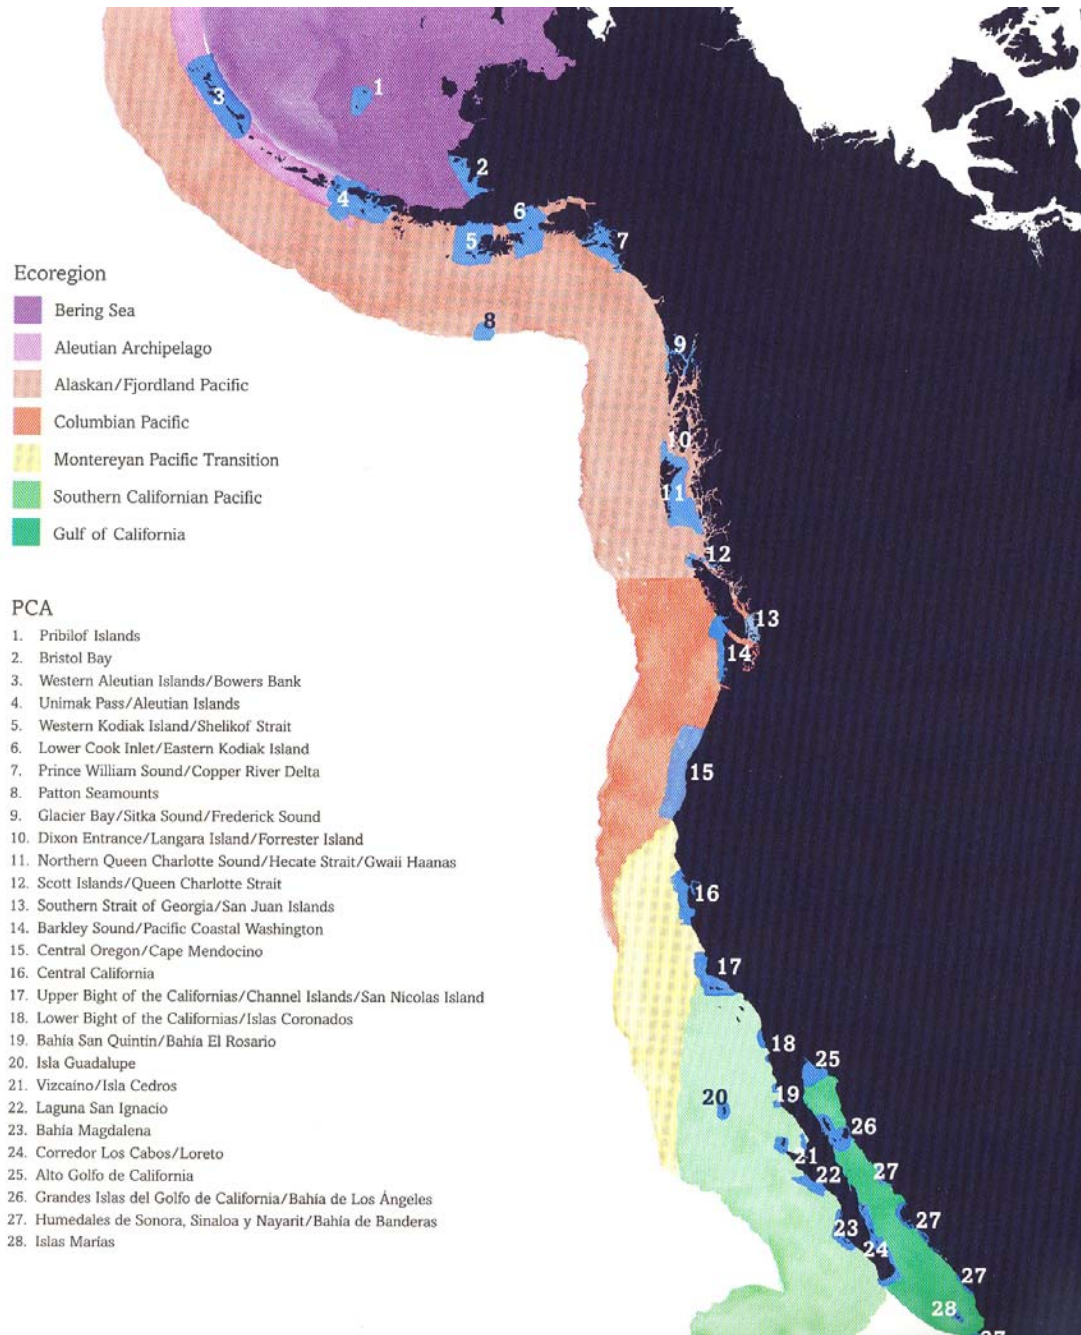 1
3
2
4
6
5
7
8
9
10
11
12
13
14
15
16
17
18
25
20
19
26
21
22
27
23
27
24
27
28
27
Ecoregion
Bering Sea
Aleutian Archipelago
Alaskan/Fjordland Pacific
Columbian Pacific
Montereyan Pacific Transition
Southern Californian Pacific
Gulf of California
PCA
1. Pribilof Islands
2. Bristol Bay
3. Western Aleutian Islands/Bowers Bank
4. Unimak Pass/Aleutian Islands
5. Western Kodiak Island/Shelikof Strait
6. Lower Cook Inlet/Eastern Kodiak Island
7. Prince William Sound/Copper River Delta
8. Patton Seamounts
9. Glacier Bay/Sitka Sound/Frederick Sound
10. Dixon Entrance/Langara Island/Forrester Island
11. Northern Queen Charlotte Sound/Hecate Strait/Gwaii Haanas
12. Scott Islands/Queen Charlotte Strait
13. Southern Strait of Georgia/San Juan Islands
14. Barkley Sound/Pacific Coastal Washington
15. Central Oregon/Cape Mendocino
16. Central California
17. Upper Bight of the Californias/Channel Islands/San Nicolas Island
18. Lower Bight of the Californias/Islas Coronados
19. Bahía San Quintín/Bahía El Rosario
20. Isla Guadalupe
21. Vizcaíno/Isla Cedros
22. Laguna San Ignacio
23. Bahía Magdalena
24. Corredor Los Cabos/Loreto
25. Alto Golfo de California
26. Grandes Islas del Golfo de California/Bahía de Los Ángeles
27. Humedales de Sonora, Sinaloa y Nayarit/Bahía de Banderas
28. Islas Marías